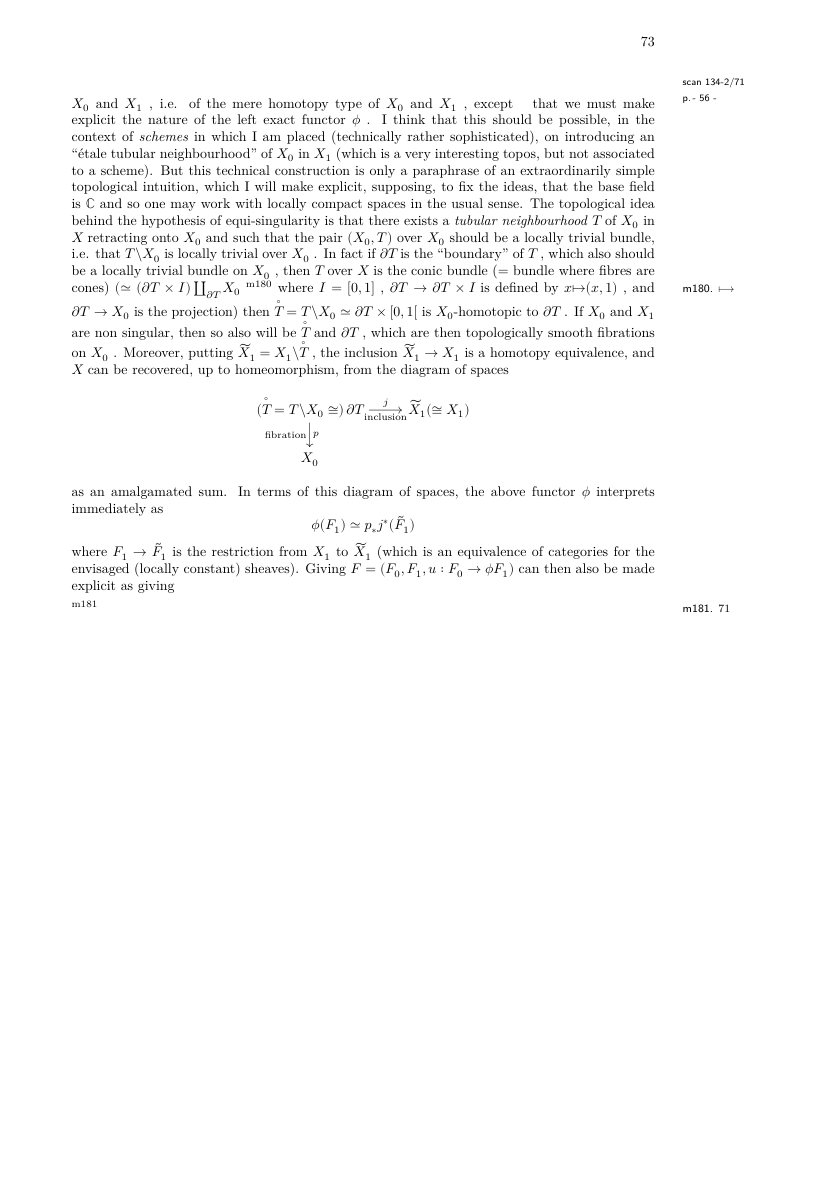 73
scan 134-2/71
p. - 56 -
X₀ and X₁ , i.e. of the mere homotopy type of X₀ and X₁ , except that we must make
explicit the nature of the left exact functor ϕ . I think that this should be possible, in the
context of schemes in which I am placed (technically rather sophisticated), on introducing an
“étale tubular neighbourhood” of X₀ in X₁ (which is a very interesting topos, but not associated
to a scheme). But this technical construction is only a paraphrase of an extraordinarily simple
topological intuition, which I will make explicit, supposing, to fix the ideas, that the base field
is ℂ and so one may work with locally compact spaces in the usual sense. The topological idea
behind the hypothesis of equi-singularity is that there exists a tubular neighbourhood T of X₀ in
X retracting onto X₀ and such that the pair (X₀, T) over X₀ should be a locally trivial bundle,
i.e. that T\X₀ is locally trivial over X₀ . In fact if ∂T is the “boundary” of T , which also should
be a locally trivial bundle on X₀ , then T over X is the conic bundle (= bundle where fibres are
cones) (≃ (∂T × I) ∐_∂T X₀ m180 where I = [0, 1] , ∂T → ∂T × I is defined by x↦(x, 1) , and
m180. ⟼
∂T → X₀ is the projection) then T̊ = T\X₀ ≃ ∂T × [0, 1[ is X₀-homotopic to ∂T . If X₀ and X₁
are non singular, then so also will be T̊ and ∂T , which are then topologically smooth fibrations
on X₀ . Moreover, putting X̃₁ = X₁\T̊ , the inclusion X̃₁ → X₁ is a homotopy equivalence, and
X can be recovered, up to homeomorphism, from the diagram of spaces
(T̊ = T\X₀ ≅) ∂T —j→ inclusion X̃₁(≅ X₁)
fibration ↓ p
X₀
as an amalgamated sum. In terms of this diagram of spaces, the above functor ϕ interprets
immediately as
ϕ(F₁) ≃ p₊j*(F̃₁)
where F₁ → F̃₁ is the restriction from X₁ to X̃₁ (which is an equivalence of categories for the
envisaged (locally constant) sheaves). Giving F = (F₀, F₁, u : F₀ → ϕF₁) can then also be made
explicit as giving
m181
m181. 71